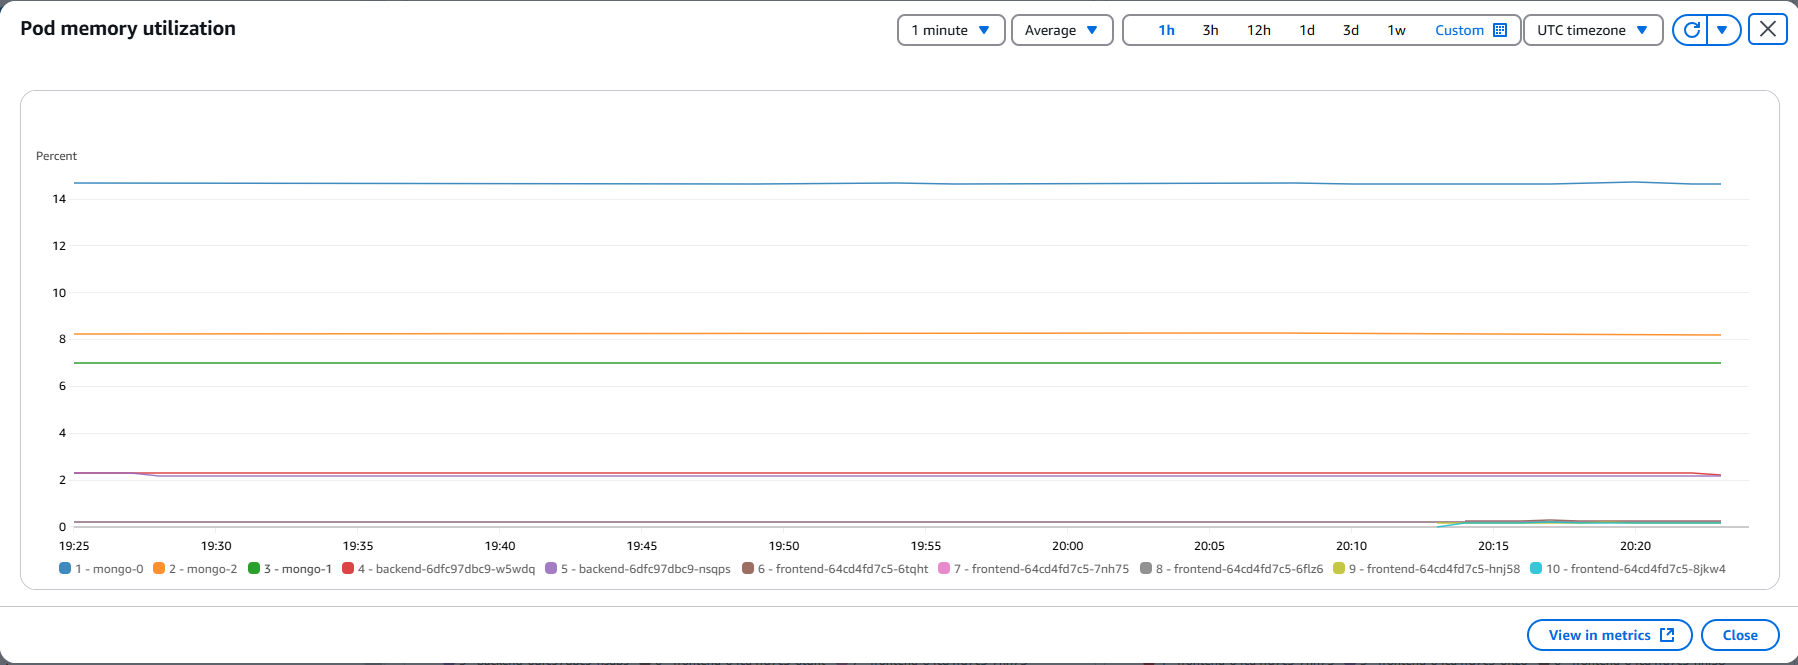 Pod memory utilization
1 minute
Average
1h 3h 12h 1d 3d 1w Custom
UTC timezone
Percent
14
12
10
8
6
4
2
0
19:25 19:30 19:35 19:40 19:45 19:50 19:55 20:00 20:05 20:10 20:15 20:20
1 - mongo-0 2 - mongo-2 3 - mongo-1 4 - backend-6dfc97dbc9-w5wdq 5 - backend-6dfc97dbc9-nsqps 6 - frontend-64cd4fd7c5-6tqht 7 - frontend-64cd4fd7c5-7nh75 8 - frontend-64cd4fd7c5-6flz6 9 - frontend-64cd4fd7c5-hnj58 10 - frontend-64cd4fd7c5-8jkw4
View in metrics
Close